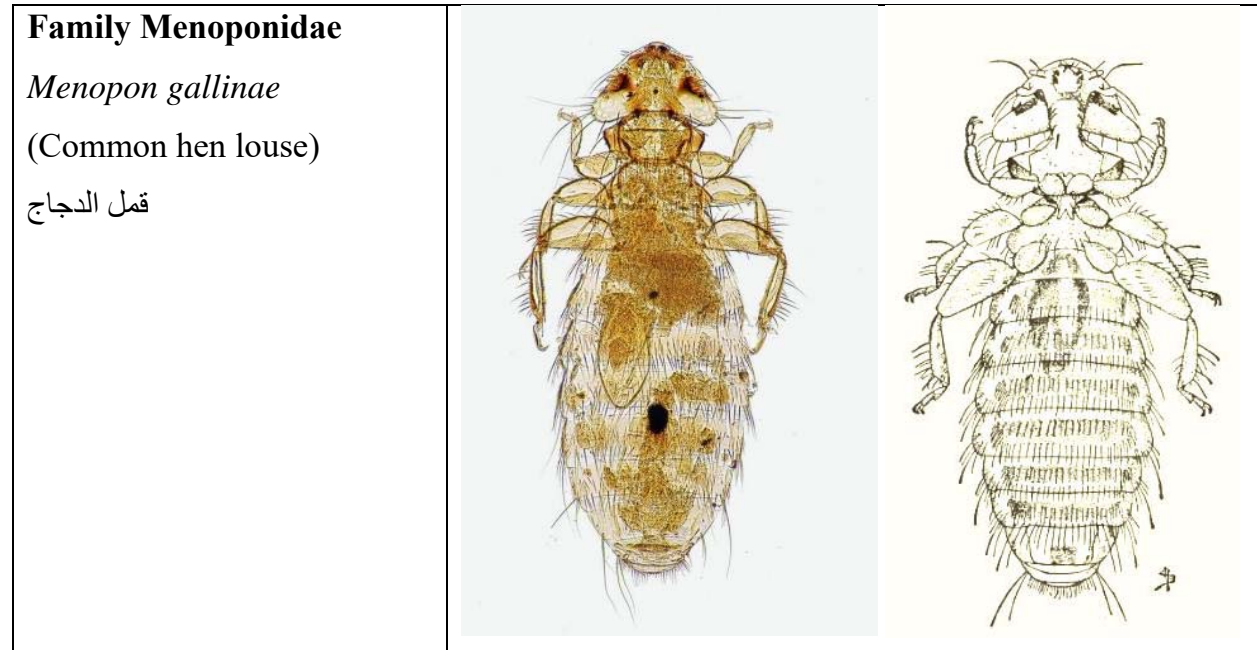 Family Menoponidae
Menopon gallinae
(Common hen louse)
قمل الدجاج